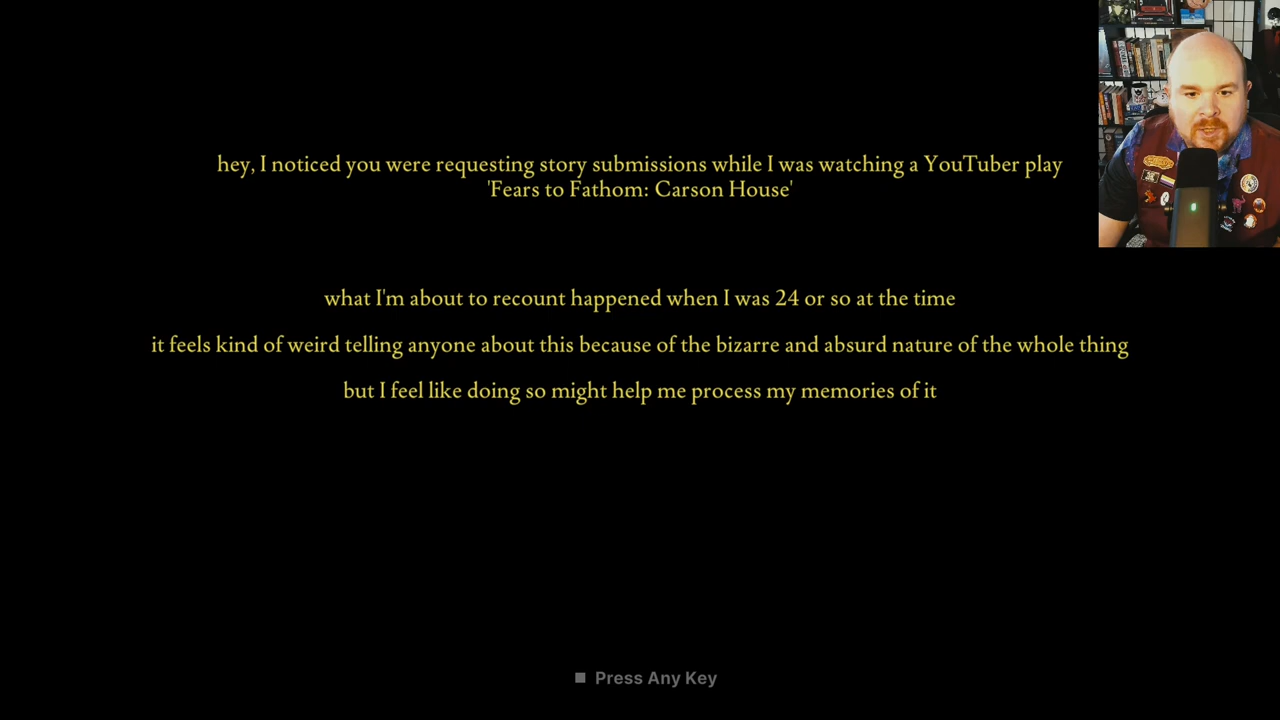 hey, I noticed you were requesting story submissions while I was watching a YouTuber play
'Fears to Fathom: Carson House'
what I'm about to recount happened when I was 24 or so at the time
it feels kind of weird telling anyone about this because of the bizarre and absurd nature of the whole thing
but I feel like doing so might help me process my memories of it
Press Any Key